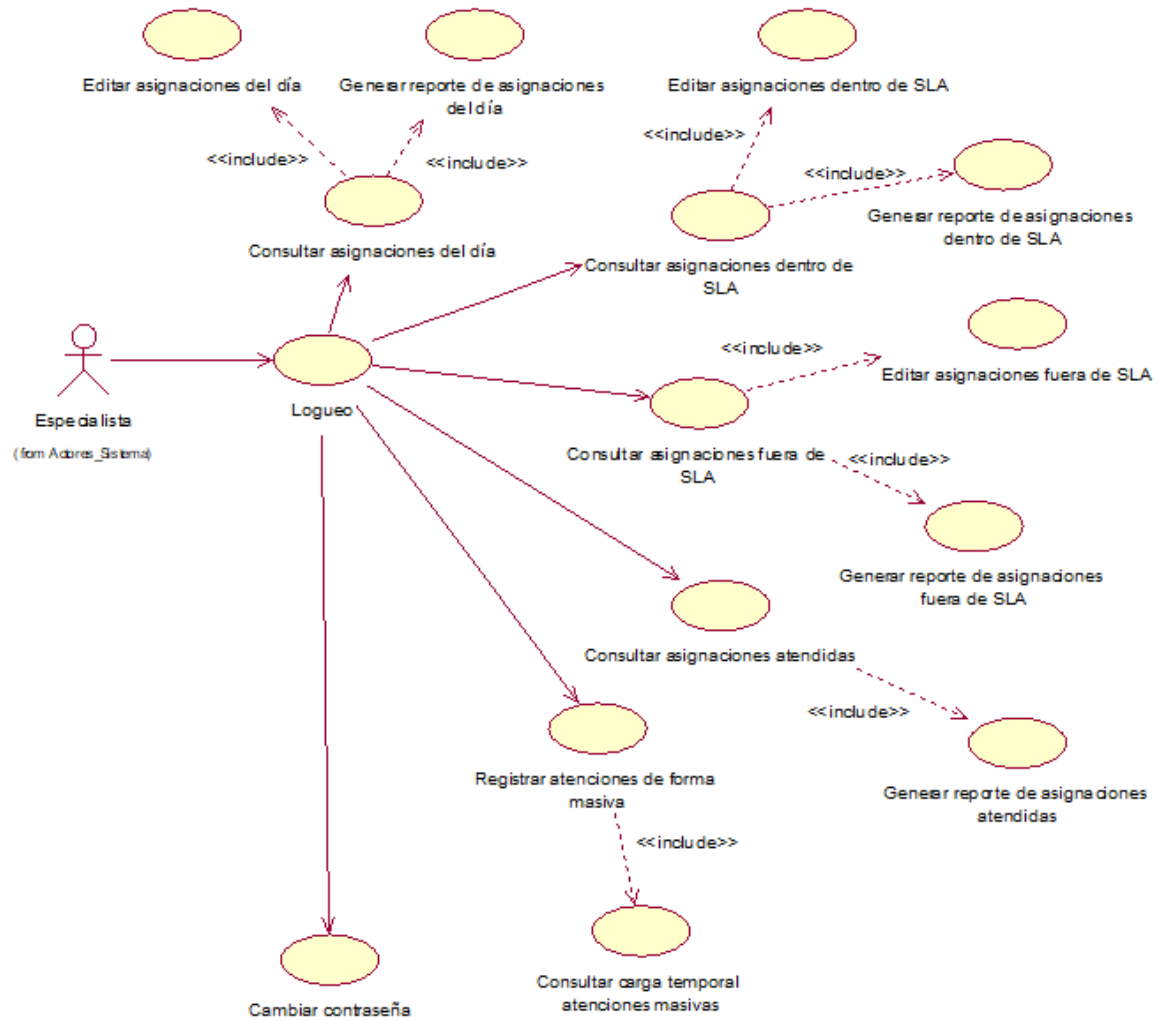 Editar asignaciones del día
Generar reporte de asignaciones
del día
Editar asignaciones dentro de SLA
<<include>>
<<include>>
<<include>>
<<include>>
Generar reporte de asignaciones
dentro de SLA
Consultar asignaciones del día
Consultar asignaciones dentro de
SLA
<<include>>
Editar asignaciones fuera de SLA
Especialista
(from Actores_Sistema)
Logueo
Consultar asignaciones fuera de
SLA
<<include>>
Generar reporte de asignaciones
fuera de SLA
Consultar asignaciones atendidas
<<include>>
Registrar atenciones de forma
masiva
Generar reporte de asignaciones
atendidas
<<include>>
Consultar carga temporal
atenciones masivas
Cambiar contraseña